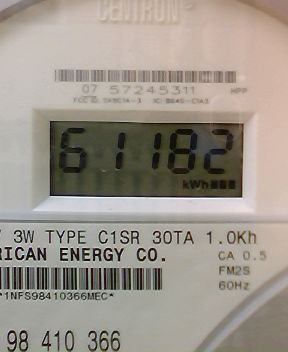 CENTRON
07 57245311 HPP
61182
kWh
3W TYPE C1SR 30TA 1.0Kh
RICAN ENERGY CO. CA 0.5
FM2S
*1NFS98410366MEC* 60Hz
98 410 366